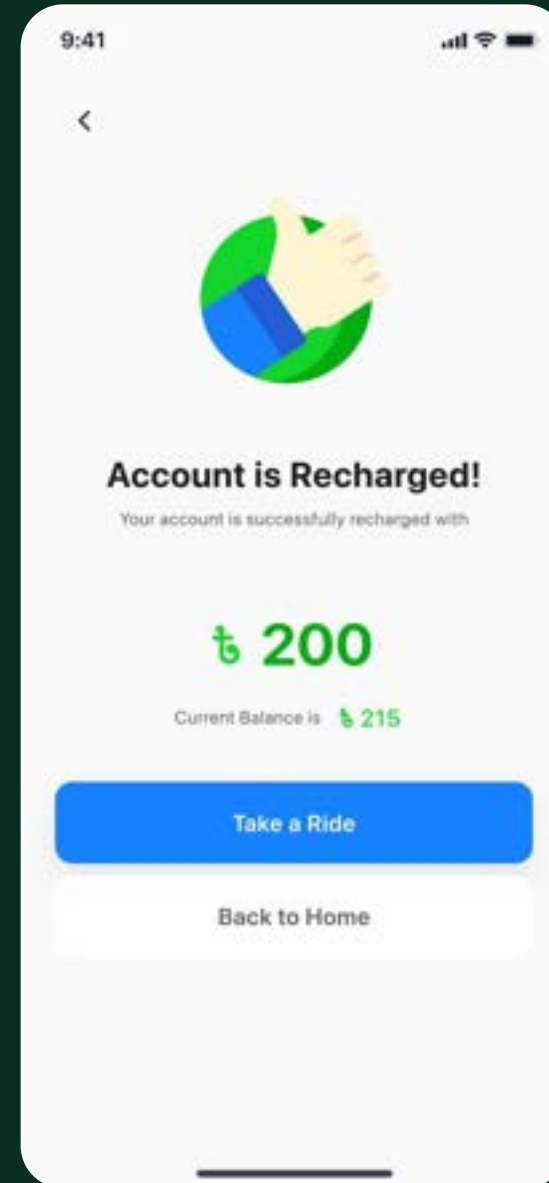 9:41
Account is Recharged!
Your account is successfully recharged with
৳ 200
Current Balance is ৳ 215
Take a Ride
Back to Home